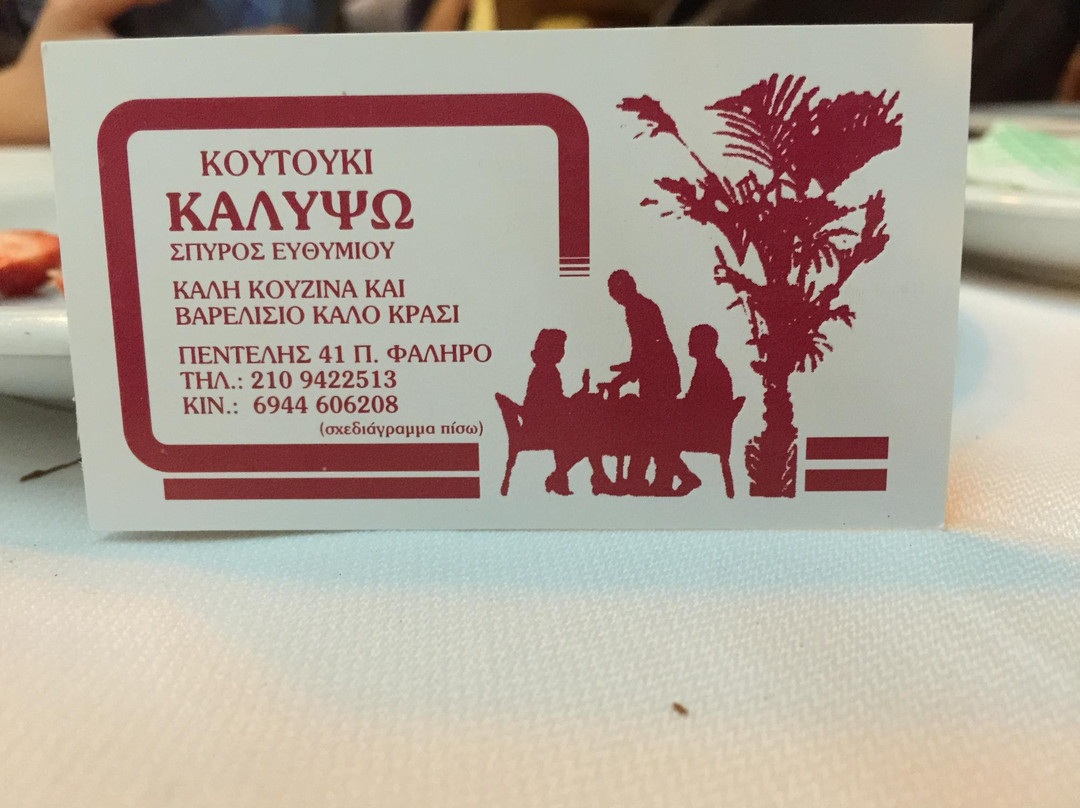 ΚΟΥΤΟΥΚΙ
ΚΑΛΥΨΩ
ΣΠΥΡΟΣ ΕΥΘΥΜΙΟΥ
ΚΑΛΗ ΚΟΥΖΙΝΑ ΚΑΙ
ΒΑΡΕΛΙΣΙΟ ΚΑΛΟ ΚΡΑΣΙ
ΠΕΝΤΕΛΗΣ 41 Π. ΦΑΛΗΡΟ
ΤΗΛ.: 210 9422513
ΚΙΝ.: 6944 606208
(σχεδιάγραμμα πίσω)